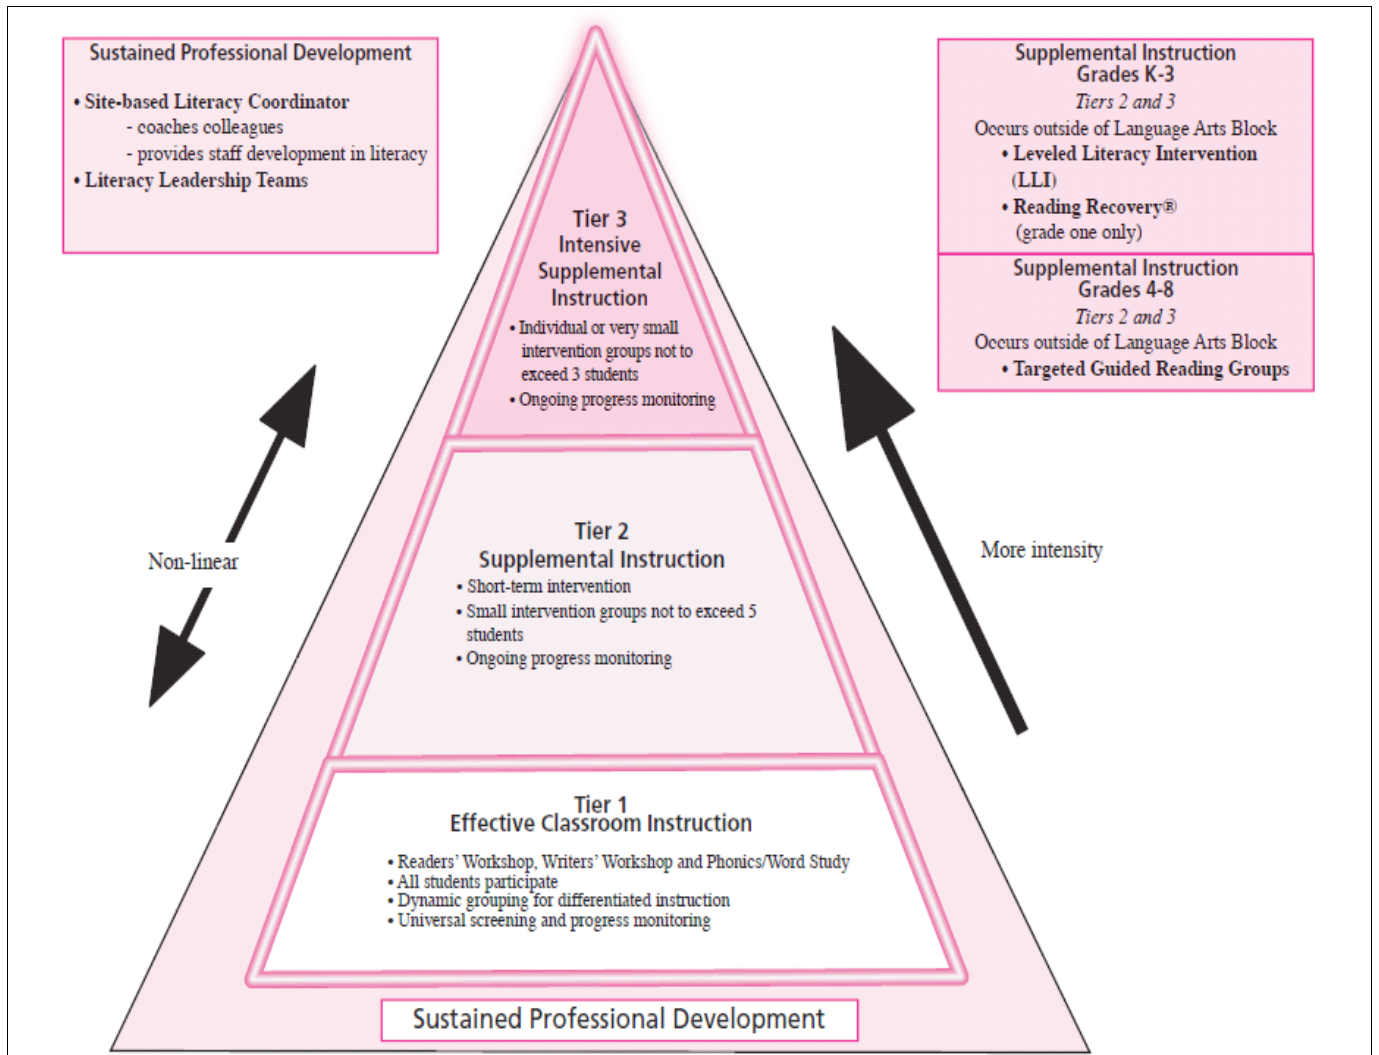 Sustained Professional Development
• Site-based Literacy Coordinator
- coaches colleagues
- provides staff development in literacy
• Literacy Leadership Teams
Supplemental Instruction
Grades K-3
Tiers 2 and 3
Occurs outside of Language Arts Block
• Leveled Literacy Intervention
(LLI)
• Reading Recovery®
(grade one only)
Supplemental Instruction
Grades 4-8
Tiers 2 and 3
Occurs outside of Language Arts Block
• Targeted Guided Reading Groups
Tier 3
Intensive
Supplemental
Instruction
• Individual or very small
intervention groups not to
exceed 3 students
• Ongoing progress monitoring
Non-linear
More intensity
Tier 2
Supplemental Instruction
• Short-term intervention
• Small intervention groups not to exceed 5
students
• Ongoing progress monitoring
Tier 1
Effective Classroom Instruction
• Readers’ Workshop, Writers’ Workshop and Phonics/Word Study
• All students participate
• Dynamic grouping for differentiated instruction
• Universal screening and progress monitoring
Sustained Professional Development